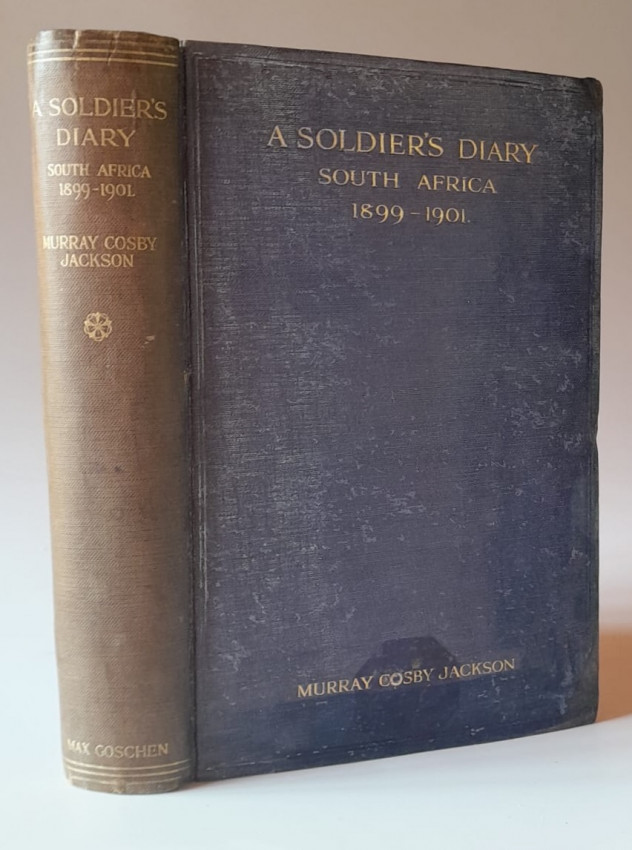 A SOLDIER'S
DIARY
SOUTH AFRICA
1899-1901.
MURRAY COSBY
JACKSON
MAX GOSCHEN
A SOLDIER'S DIARY
SOUTH AFRICA
1899-1901.
MURRAY COSBY JACKSON